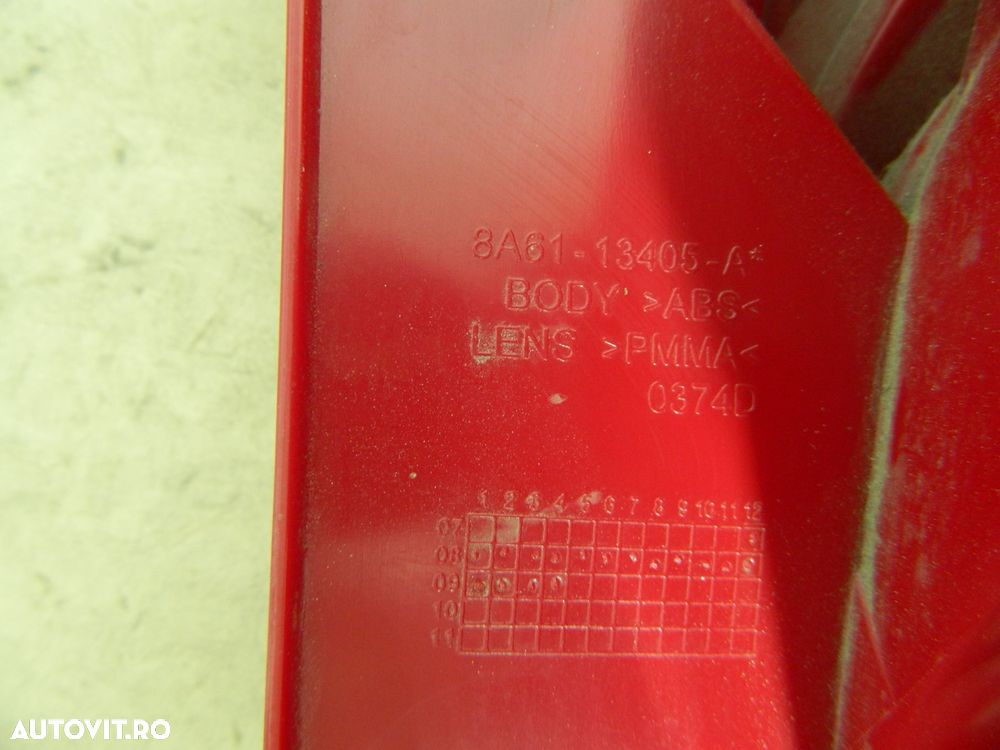 8A61-13405-A*
BODY >ABS<
LENS >PMMA<
0374D
1 2 3 4 5 6 7 8 9 10 11 12
07
08
09
10
11
AUTOVIT.RO